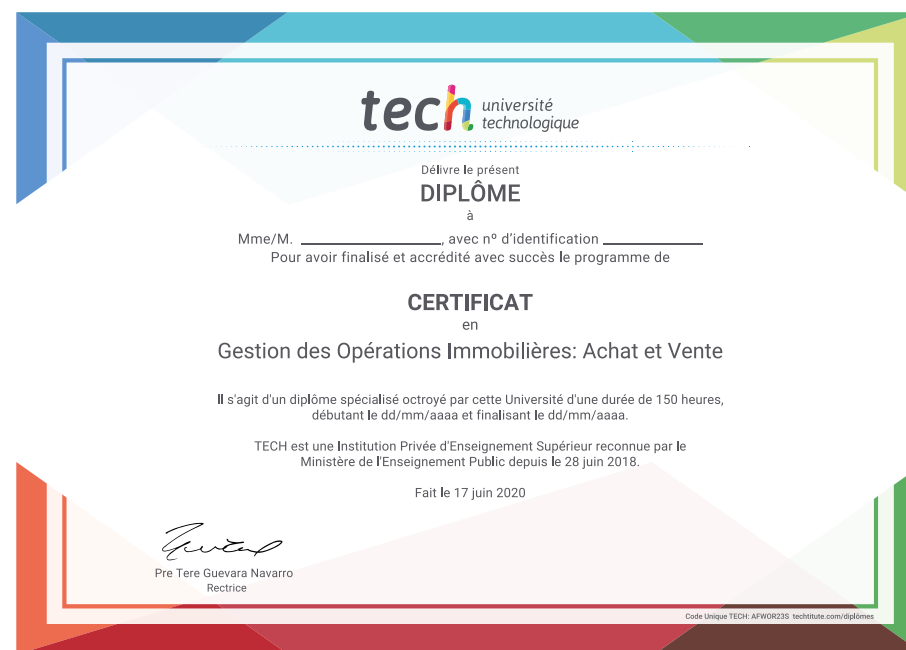 tech université
technologique
Délivre le présent
DIPLÔME
à
Mme/M. ____________________, avec nº d'identification ______________
Pour avoir finalisé et accrédité avec succès le programme de
CERTIFICAT
en
Gestion des Opérations Immobilières: Achat et Vente
Il s'agit d'un diplôme spécialisé octroyé par cette Université d'une durée de 150 heures,
débutant le dd/mm/aaaa et finalisant le dd/mm/aaaa.
TECH est une Institution Privée d'Enseignement Supérieur reconnue par le
Ministère de l'Enseignement Public depuis le 28 juin 2018.
Fait le 17 juin 2020
Pre Tere Guevara Navarro
Rectrice
Code Unique TECH: AFWOR23S techtitute.com/diplômes